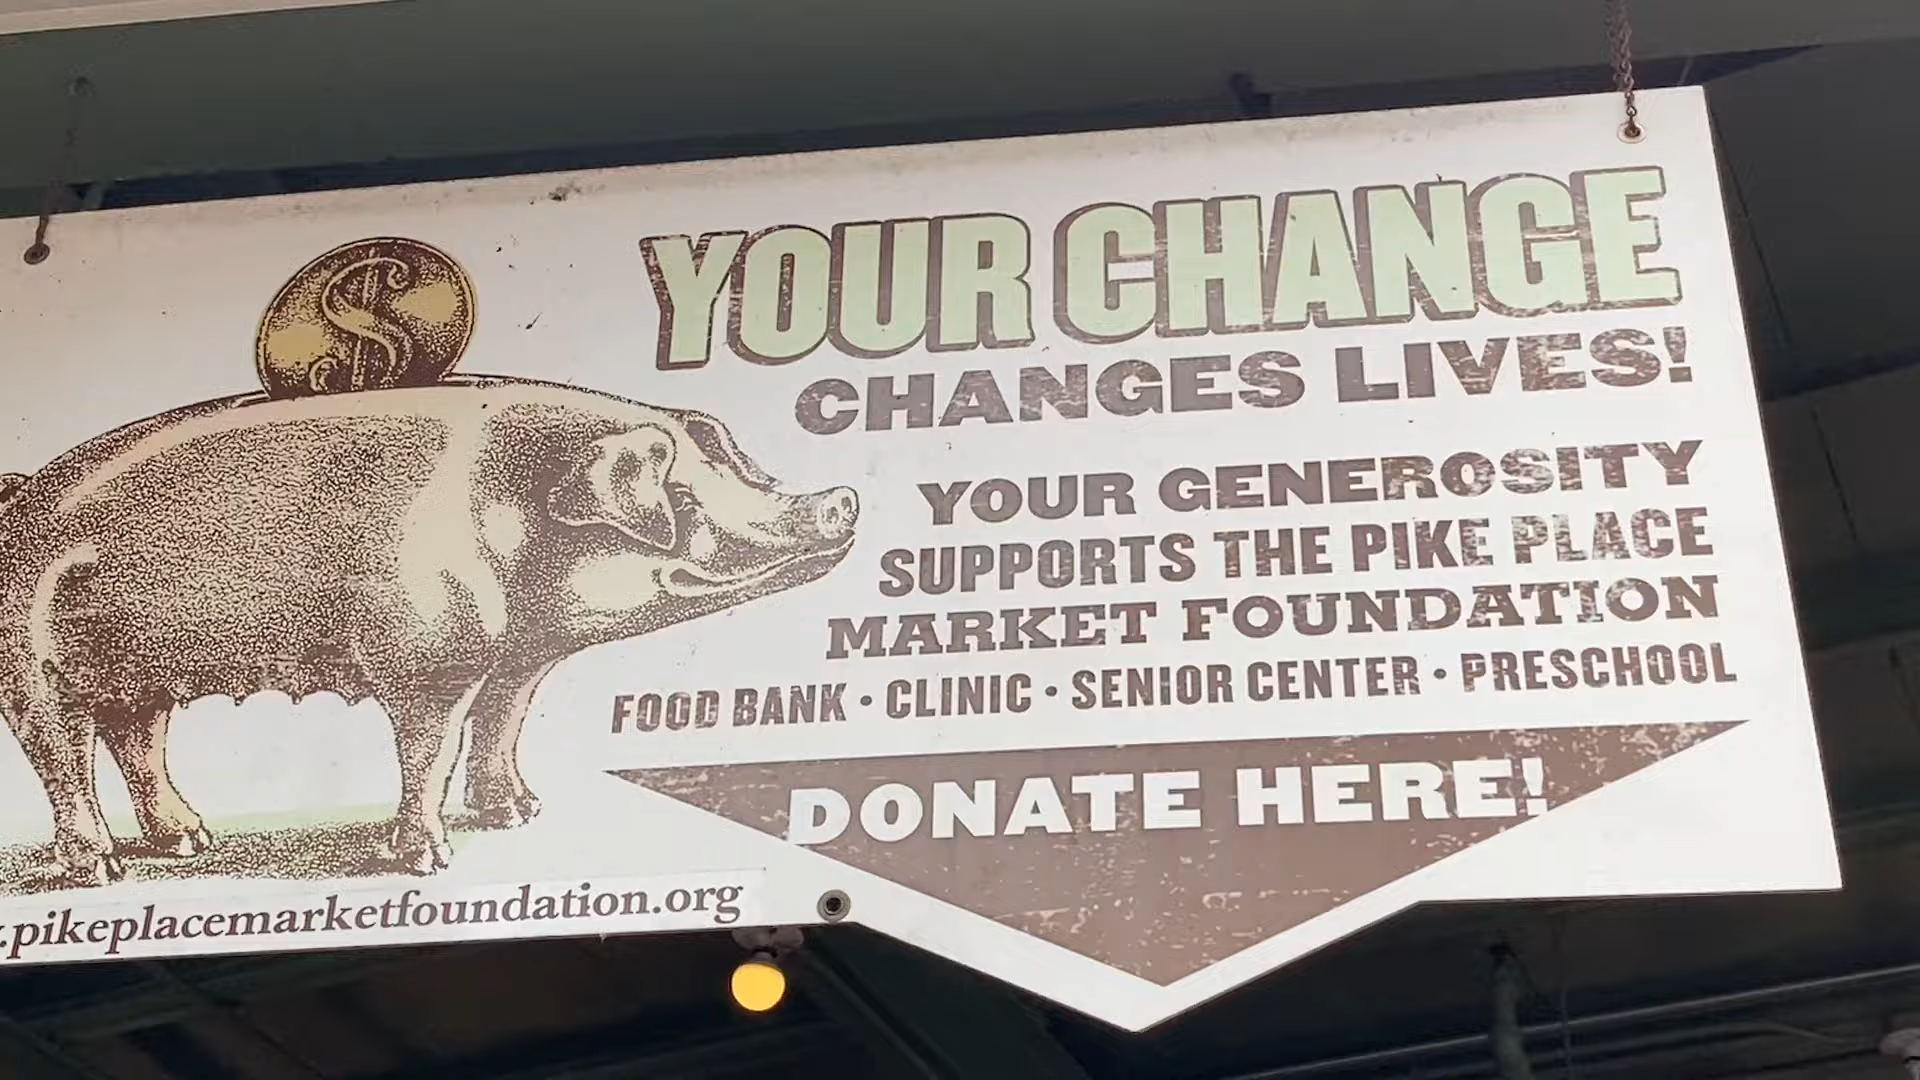 YOUR CHANGE
CHANGES LIVES!
YOUR GENEROSITY
SUPPORTS THE PIKE PLACE
MARKET FOUNDATION
FOOD BANK • CLINIC • SENIOR CENTER • PRESCHOOL
DONATE HERE!
.pikeplacemarketfoundation.org
$